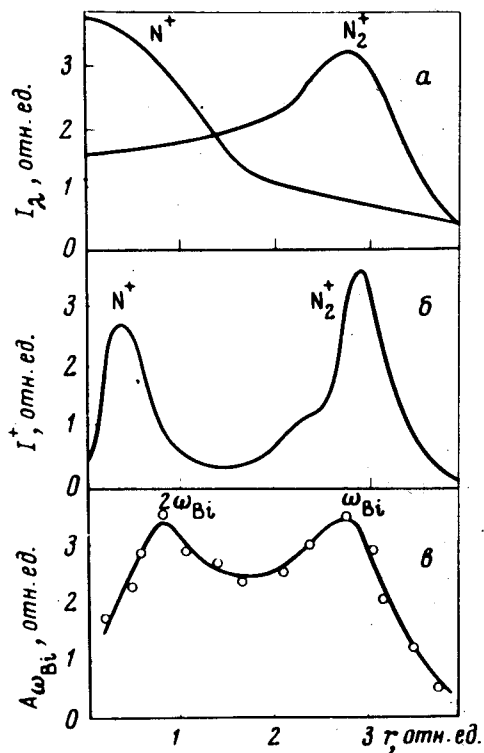 N⁺ N₂⁺
а
3
2
1
0
I_λ, отн. ед.
N⁺ N₂⁺
б
3
2
1
0
I⁺, отн. ед.
2ω_Bi ω_Bi
в
3
2
1
0
A_ω_Bi, отн. ед.
1 2 3 r, отн. ед.